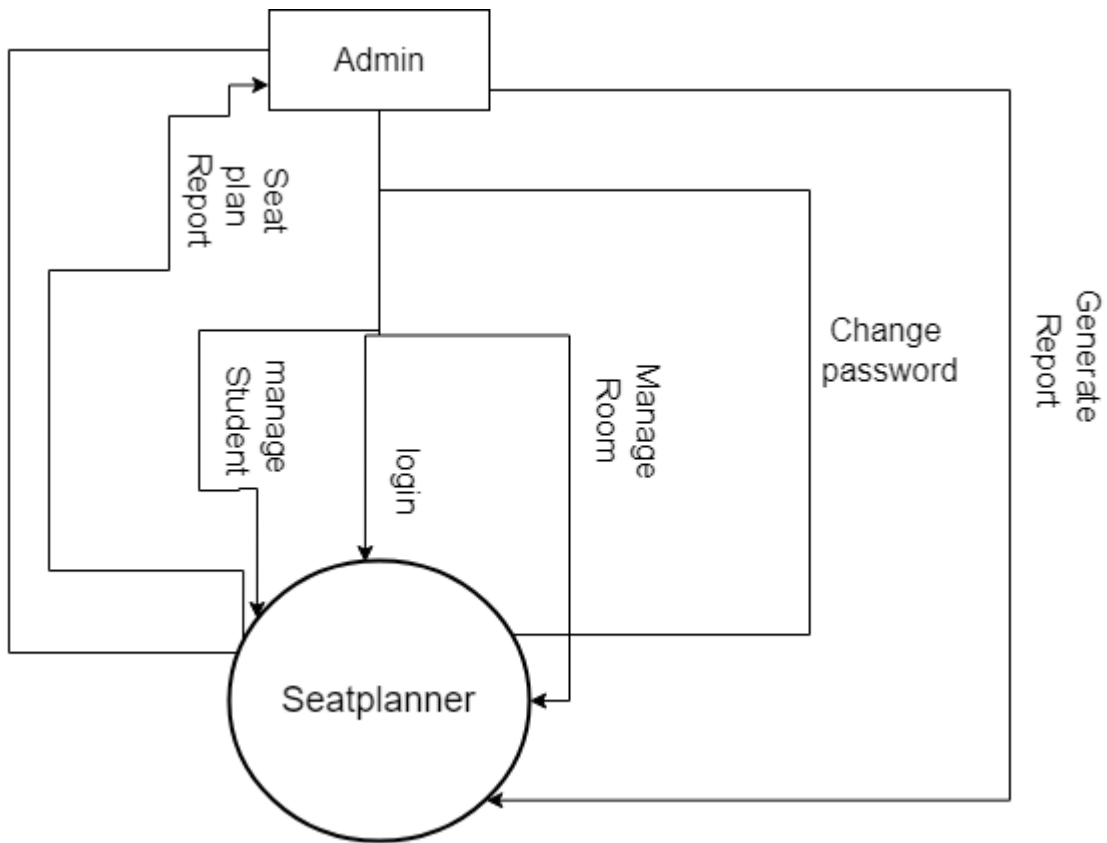 Admin
Seat
plan
Report
manage
Student
login
Manage
Room
Change
password
Generate
Report
Seatplanner